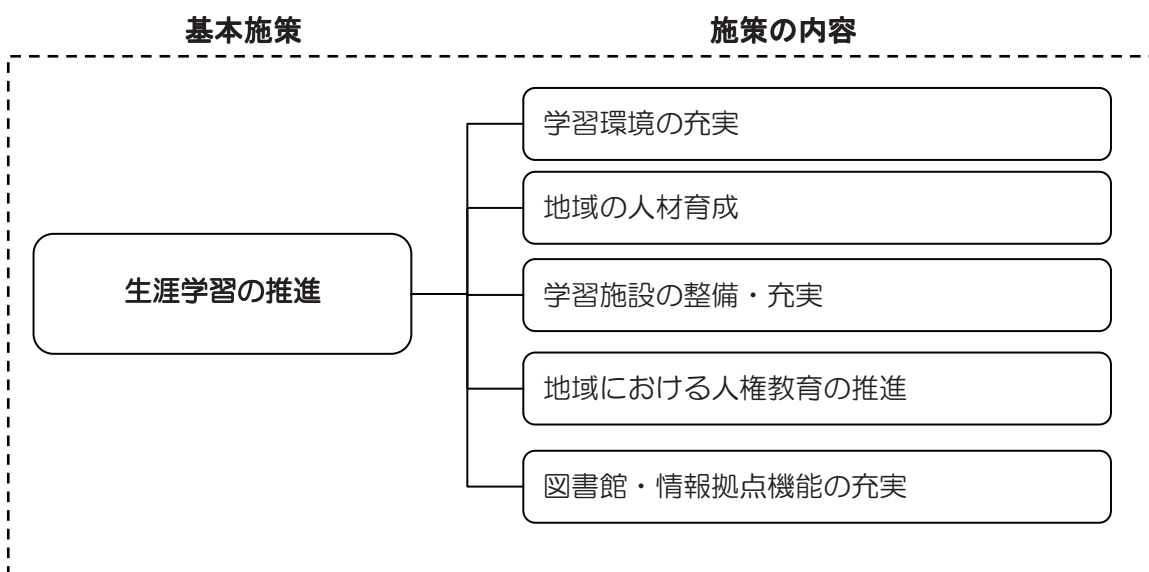 基本施策
施策の内容
生涯学習の推進
学習環境の充実
地域の人材育成
学習施設の整備・充実
地域における人権教育の推進
図書館・情報拠点機能の充実